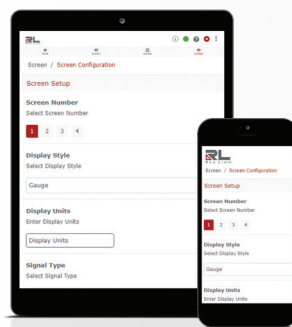 RL
Screen / Screen Configuration
Screen Setup
Screen Number
Select Screen Number
1 2 3 4
Display Style
Select Display Style
Gauge
Display Units
Enter Display Units
Display Units
Signal Type
Select Signal Type
RL
Screen / Screen Configuration
Screen Setup
Screen Number
Select Screen Number
1 2 3 4
Display Style
Select Display Style
Gauge
Display Units
Enter Display Units